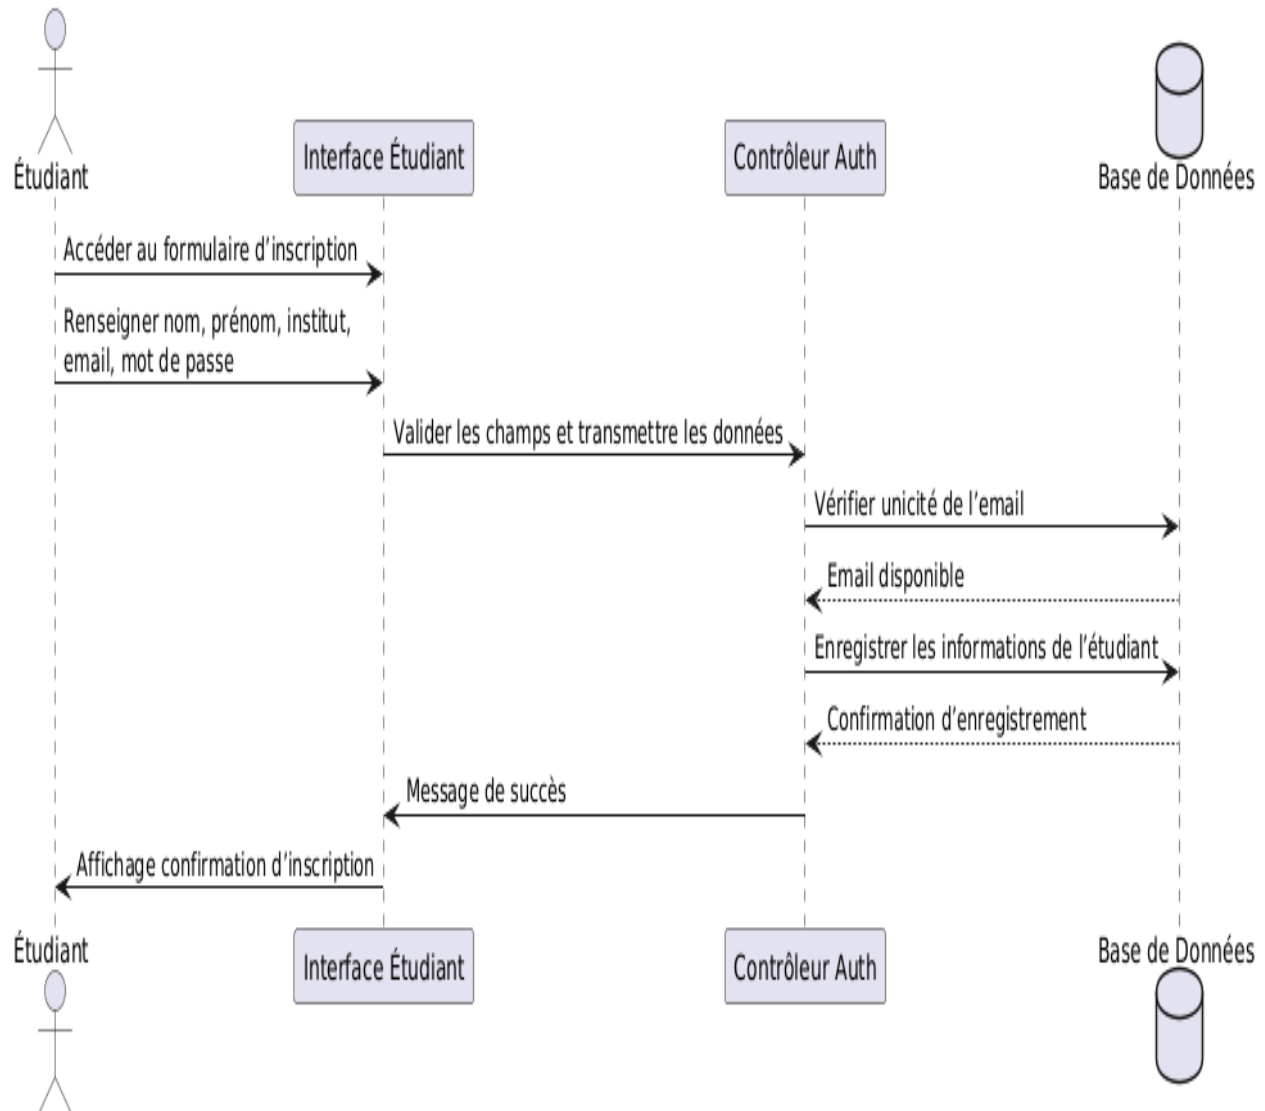 Étudiant
Interface Étudiant
Contrôleur Auth
Base de Données
Accéder au formulaire d’inscription
Renseigner nom, prénom, institut,
email, mot de passe
Valider les champs et transmettre les données
Vérifier unicité de l’email
Email disponible
Enregistrer les informations de l’étudiant
Confirmation d’enregistrement
Message de succès
Affichage confirmation d’inscription
Étudiant
Interface Étudiant
Contrôleur Auth
Base de Données